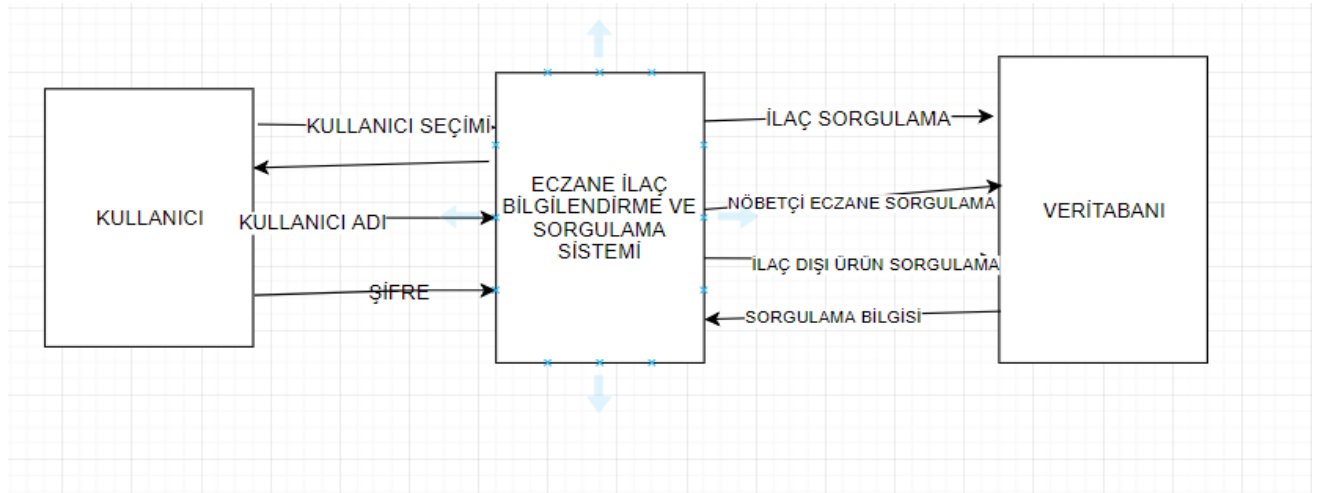 KULLANICI
KULLANICI SEÇİMİ
KULLANICI ADI
ŞİFRE
ECZANE İLAÇ
BİLGİLENDİRME VE
SORGULAMA
SİSTEMİ
İLAÇ SORGULAMA
NÖBETÇİ ECZANE SORGULAMA
İLAÇ DIŞI ÜRÜN SORGULAMA
SORGULAMA BİLGİSİ
VERİTABANI